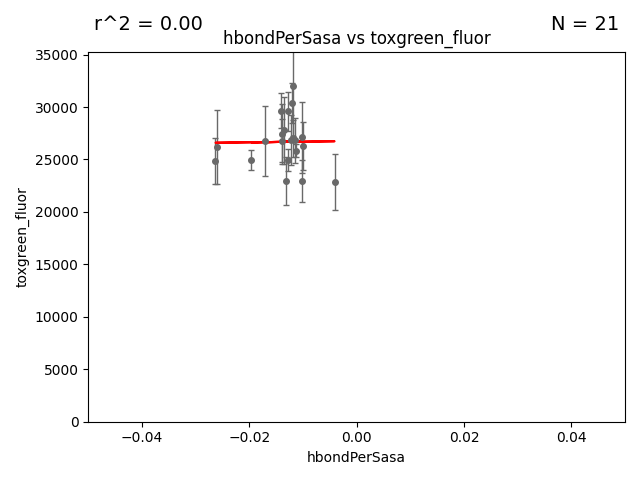 r^2 = 0.00
N = 21
hbondPerSasa vs toxgreen_fluor
35000
30000
25000
20000
15000
10000
5000
0
toxgreen_fluor
−0.04
−0.02
0.00
0.02
0.04
hbondPerSasa